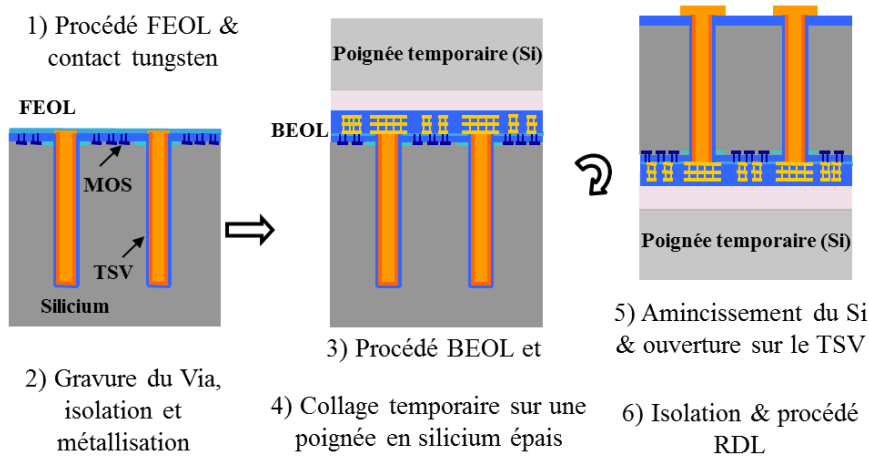 1) Procédé FEOL &
contact tungsten
FEOL
MOS
TSV
Silicium
2) Gravure du Via,
isolation et
métallisation
Poignée temporaire (Si)
BEOL
3) Procédé BEOL et
4) Collage temporaire sur une
poignée en silicium épais
Poignée temporaire (Si)
5) Amincissement du Si
& ouverture sur le TSV
6) Isolation & procédé
RDL